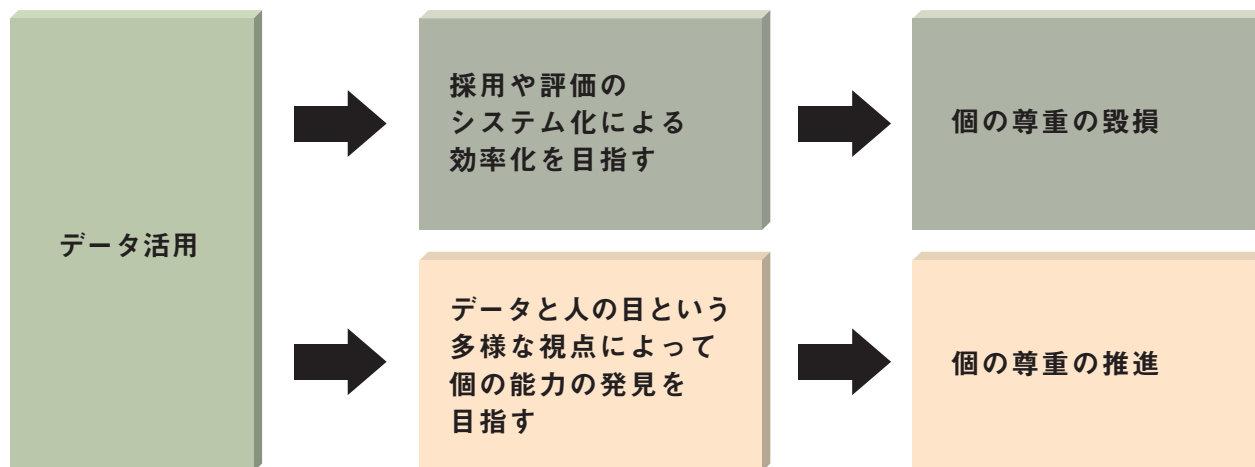 データ活用
採用や評価の
システム化による
効率化を目指す
個の尊重の毀損
データと人の目という
多様な視点によって
個の能力の発見を
目指す
個の尊重の推進